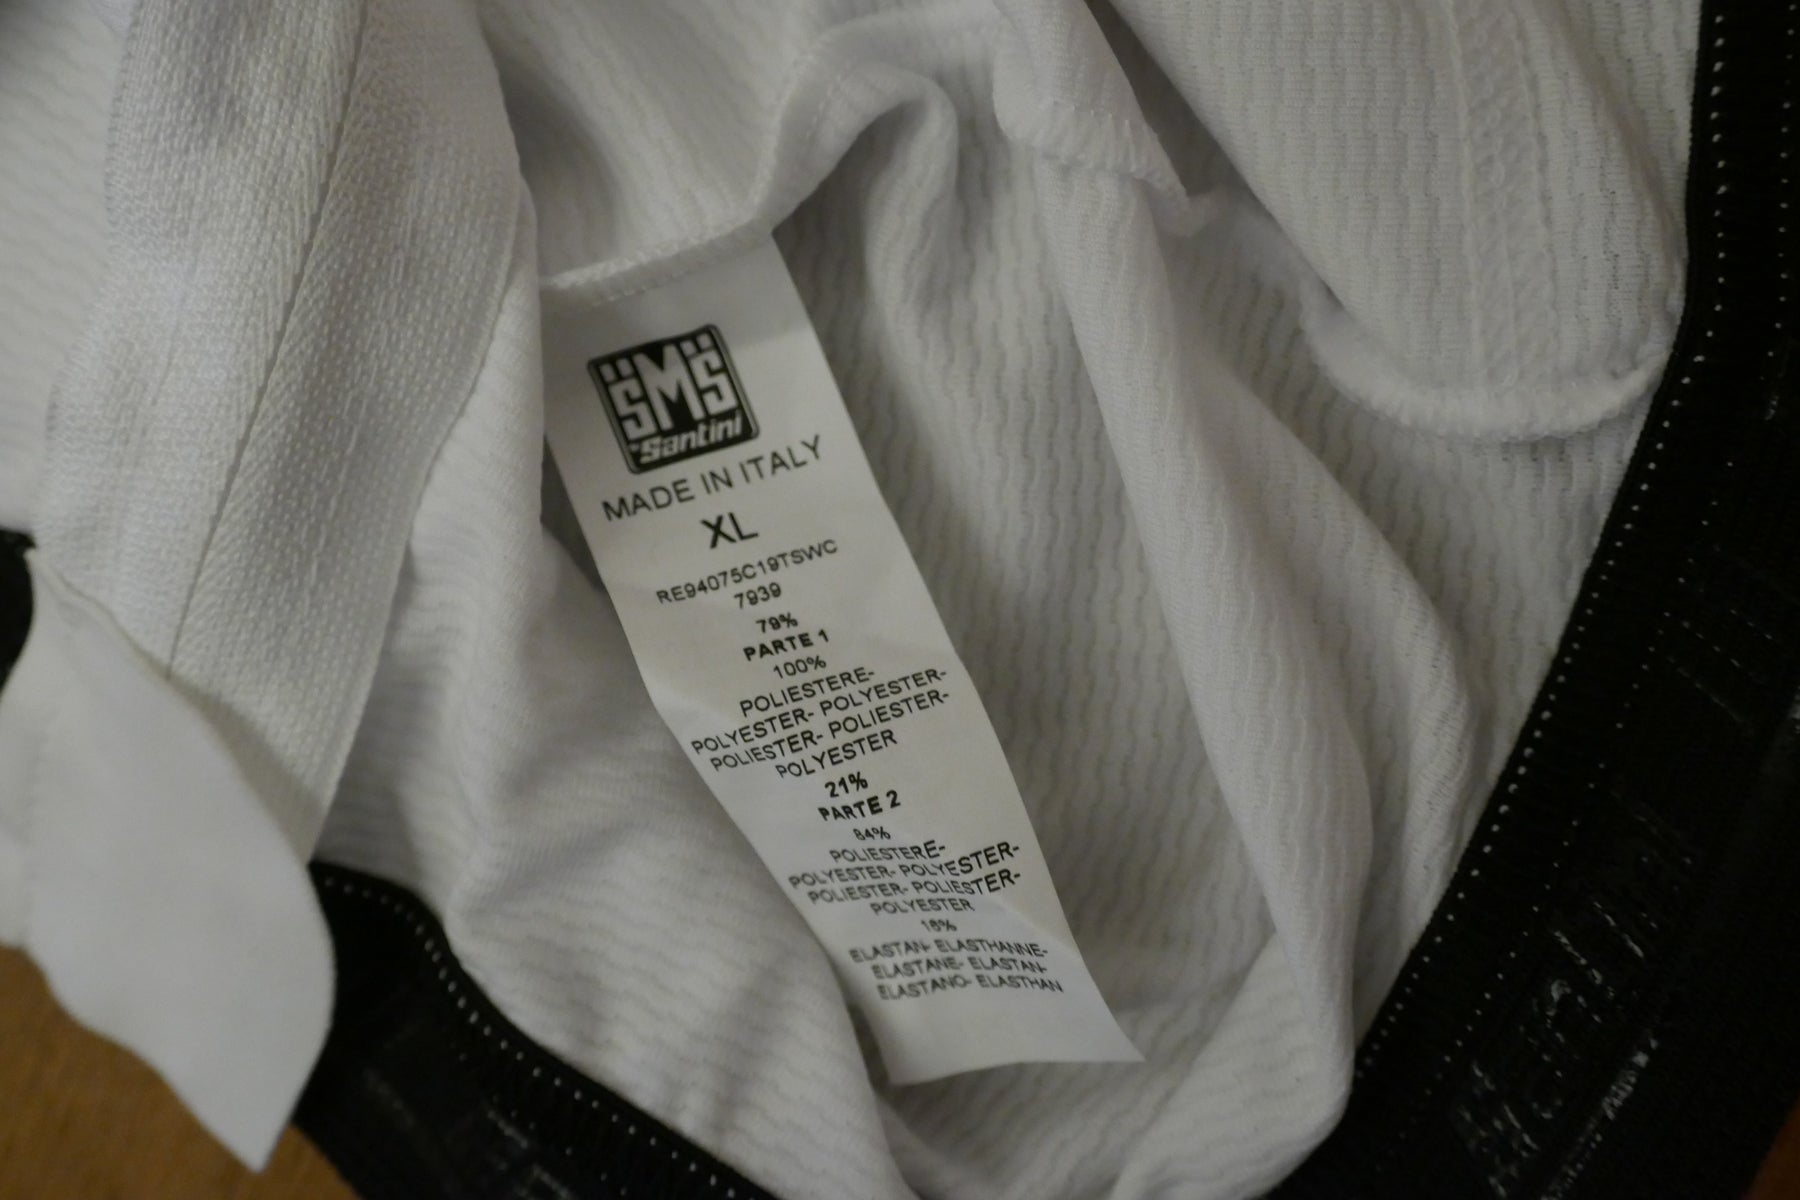 SMS
Santini
MADE IN ITALY
XL
RE94075C19TSWC
7939
79%
PARTE 1
100%
POLIESTERE-
POLYESTER- POLYESTER-
POLIESTER- POLIESTER-
POLYESTER
21%
PARTE 2
84%
POLIESTERE-
POLYESTER- POLYESTER-
POLIESTER- POLIESTER-
POLYESTER
16%
ELASTAN- ELASTHANNE-
ELASTANE- ELASTAN-
ELASTANO- ELASTHAN